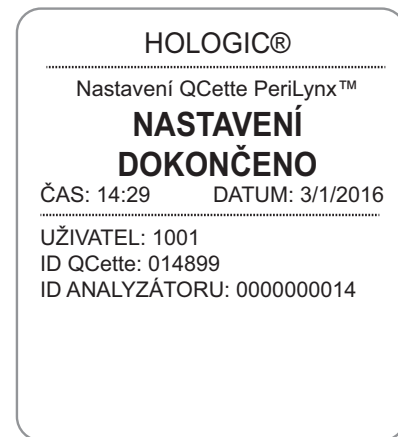 HOLOGIC®
Nastavení QCette PeriLynx™
NASTAVENÍ
DOKONČENO
ČAS: 14:29 DATUM: 3/1/2016
UŽIVATEL: 1001
ID QCette: 014899
ID ANALYZÁTORU: 0000000014